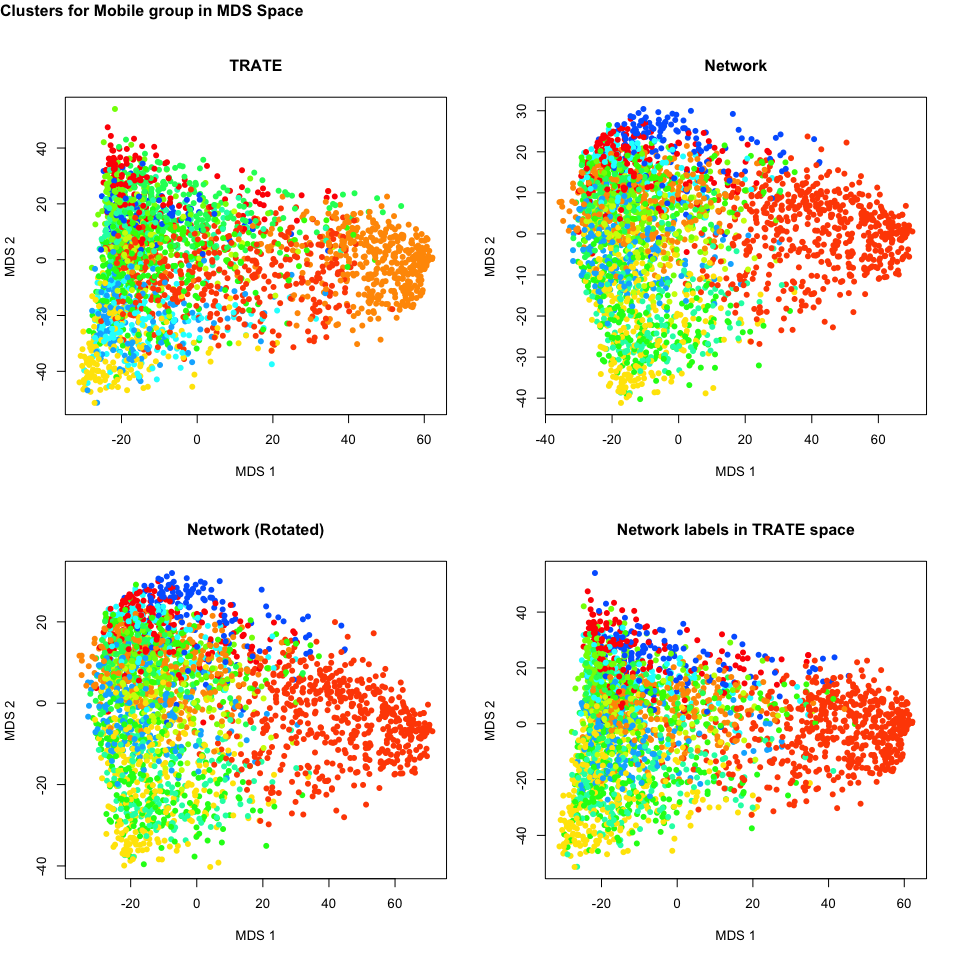 Clusters for Mobile group in MDS Space
TRATE
MDS 2
40
20
0
-20
-40
-20 0 20 40 60
MDS 1
Network
MDS 2
30
20
10
0
-10
-20
-30
-40
-40 -20 0 20 40 60
MDS 1
Network (Rotated)
MDS 2
20
0
-20
-40
-20 0 20 40 60
MDS 1
Network labels in TRATE space
MDS 2
40
20
0
-20
-40
-20 0 20 40 60
MDS 1